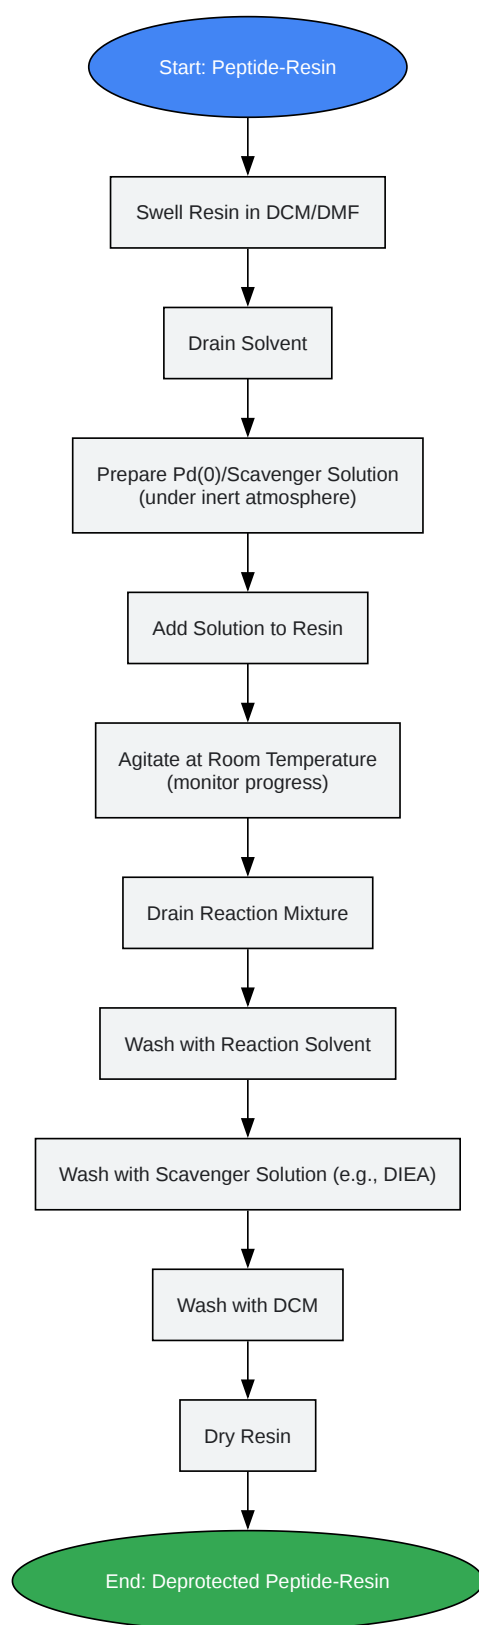 Start: Peptide-Resin
Swell Resin in DCM/DMF
Drain Solvent
Prepare Pd(0)/Scavenger Solution
(under inert atmosphere)
Add Solution to Resin
Agitate at Room Temperature
(monitor progress)
Drain Reaction Mixture
Wash with Reaction Solvent
Wash with Scavenger Solution (e.g., DIEA)
Wash with DCM
Dry Resin
End: Deprotected Peptide-Resin